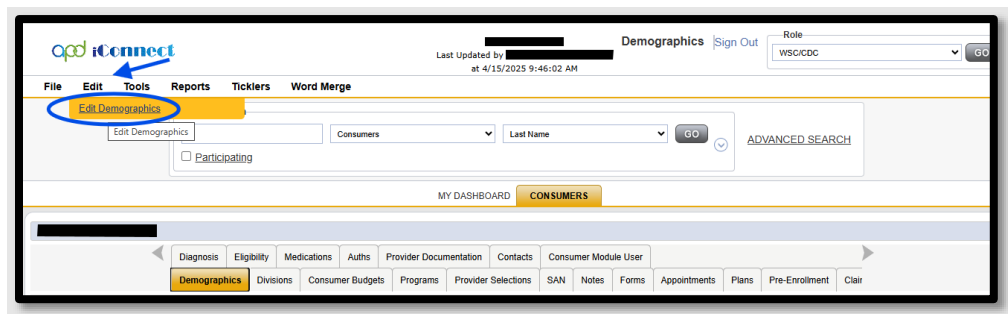 apd iConnect
Demographics | Sign Out
Role
Last Updated by
at 4/15/2025 9:46:02 AM
WSC/CDC
GO
File Edit Tools Reports Ticklers Word Merge
Edit Demographics
Edit Demographics
Consumers
Last Name
GO
ADVANCED SEARCH
Participating
MY DASHBOARD CONSUMERS
Diagnosis Eligibility Medications Auths Provider Documentation Contacts Consumer Module User
Demographics Divisions Consumer Budgets Programs Provider Selections SAN Notes Forms Appointments Plans Pre-Enrollment Clai